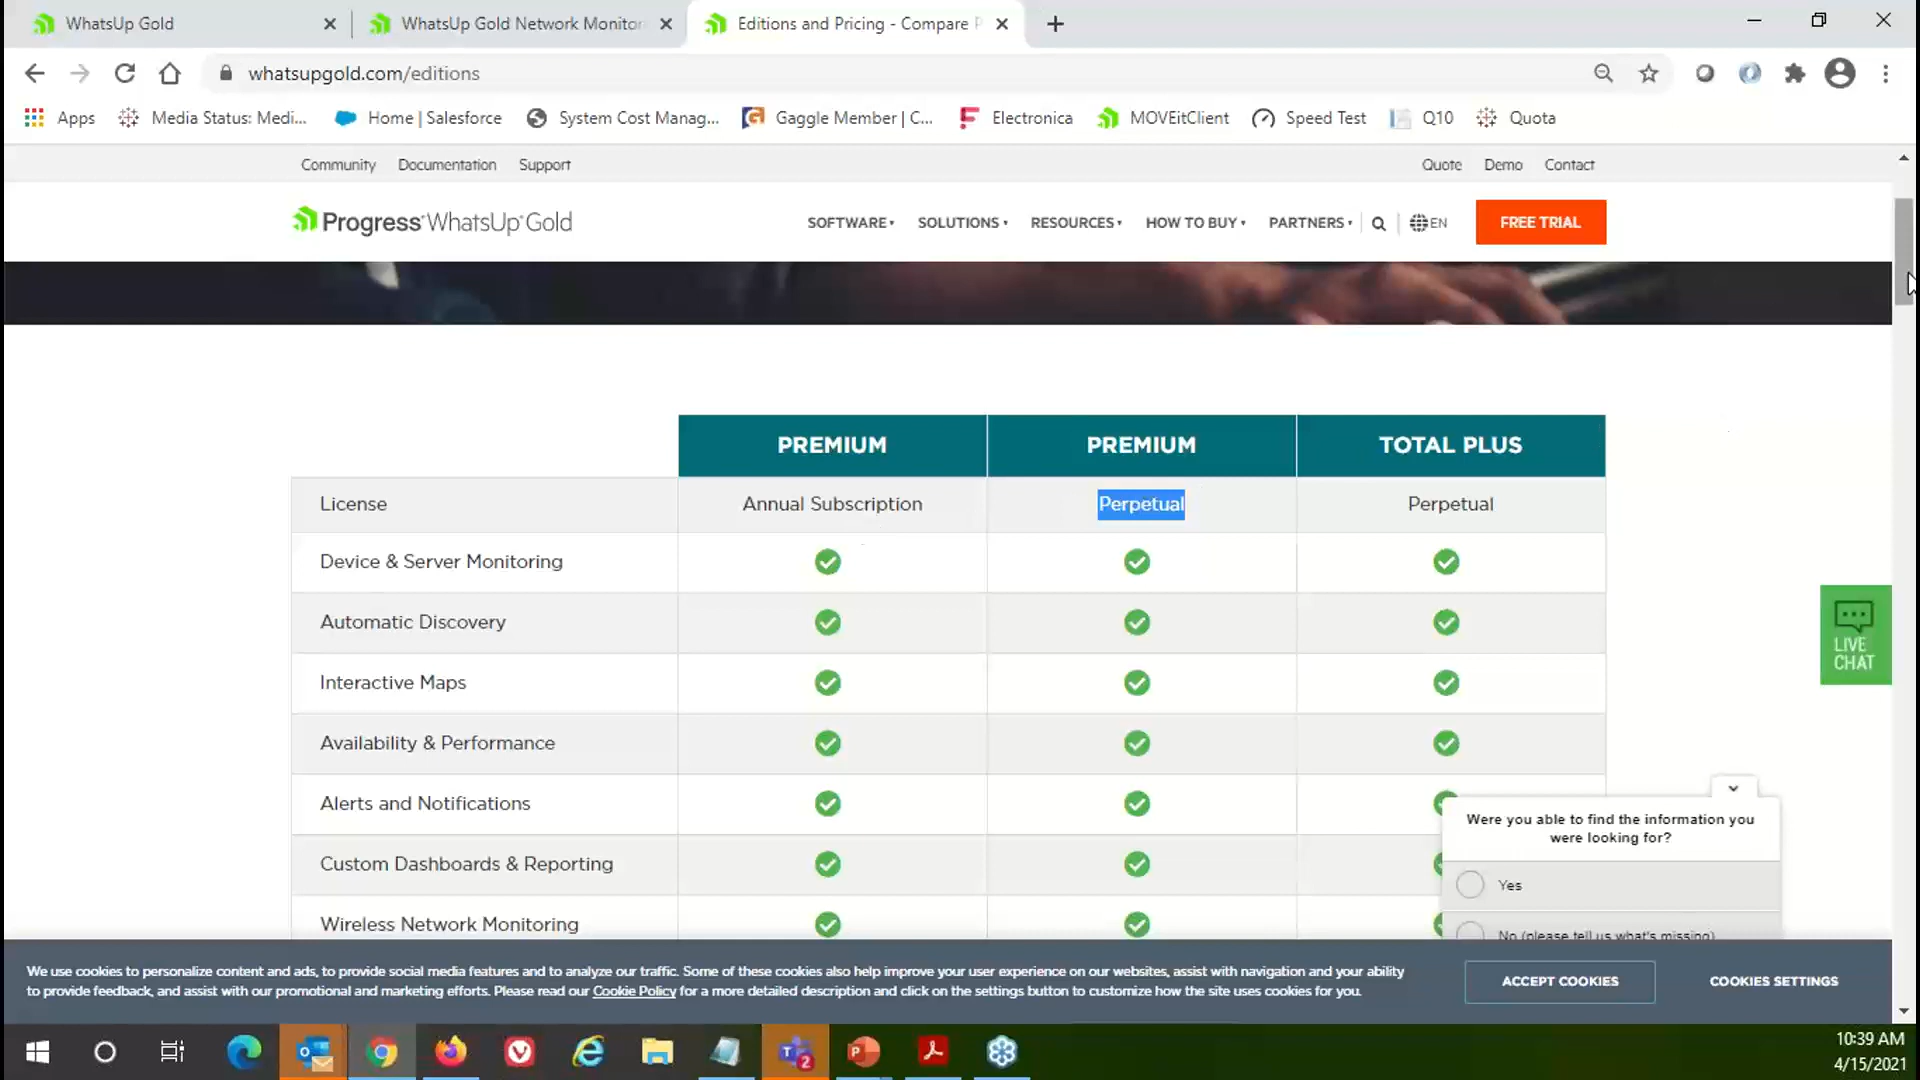 WhatsUp Gold
WhatsUp Gold Network Monitor
Editions and Pricing - Compare P
whatsupgold.com/editions
Apps
Media Status: Medi...
Home | Salesforce
System Cost Manag...
Gaggle Member | C...
Electronica
MOVEitClient
Speed Test
Q10
Quota
Community Documentation Support
Quote Demo Contact
Progress WhatsUp Gold
SOFTWARE SOLUTIONS RESOURCES HOW TO BUY PARTNERS EN FREE TRIAL
PREMIUM PREMIUM TOTAL PLUS
License Annual Subscription Perpetual Perpetual
Device & Server Monitoring
Automatic Discovery
Interactive Maps
Availability & Performance
Alerts and Notifications
Custom Dashboards & Reporting
Wireless Network Monitoring
LIVE
CHAT
Were you able to find the information you
were looking for?
Yes
No (please tell us what's missing)
We use cookies to personalize content and ads, to provide social media features and to analyze our traffic. Some of these cookies also help improve your user experience on our websites, assist with navigation and your ability
to provide feedback, and assist with our promotional and marketing efforts. Please read our Cookie Policy for a more detailed description and click on the settings button to customize how the site uses cookies for you.
ACCEPT COOKIES
COOKIES SETTINGS
2
10:39 AM
4/15/2021